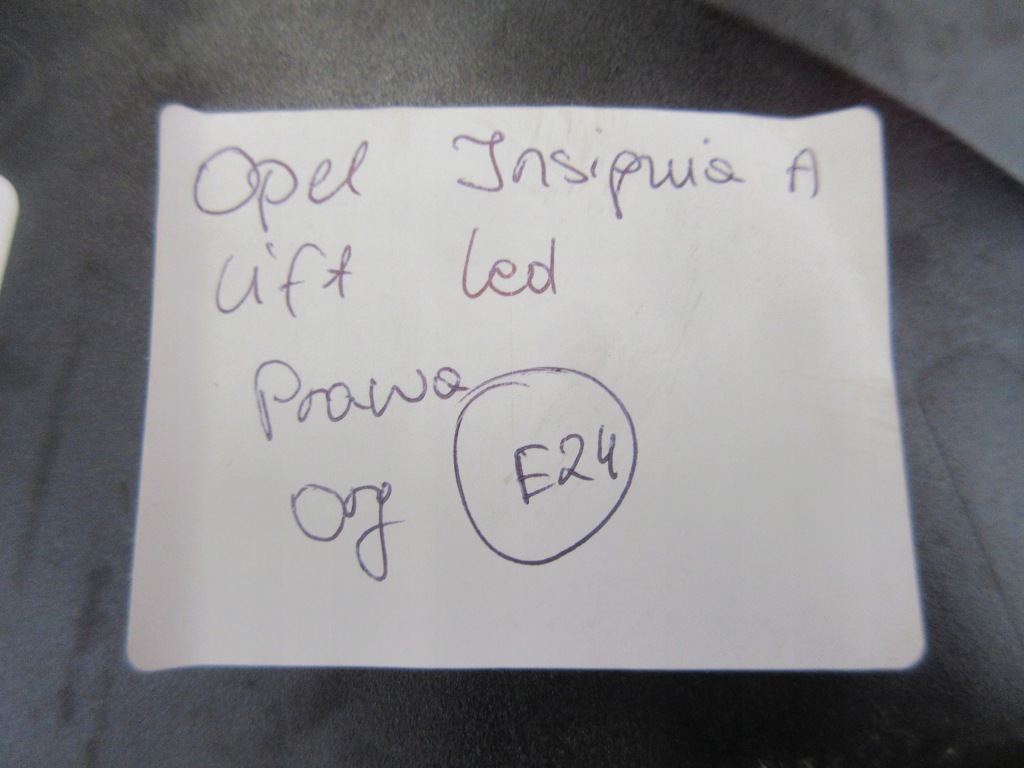 Opel Insignia A
lift led
Prawa
Org
E24